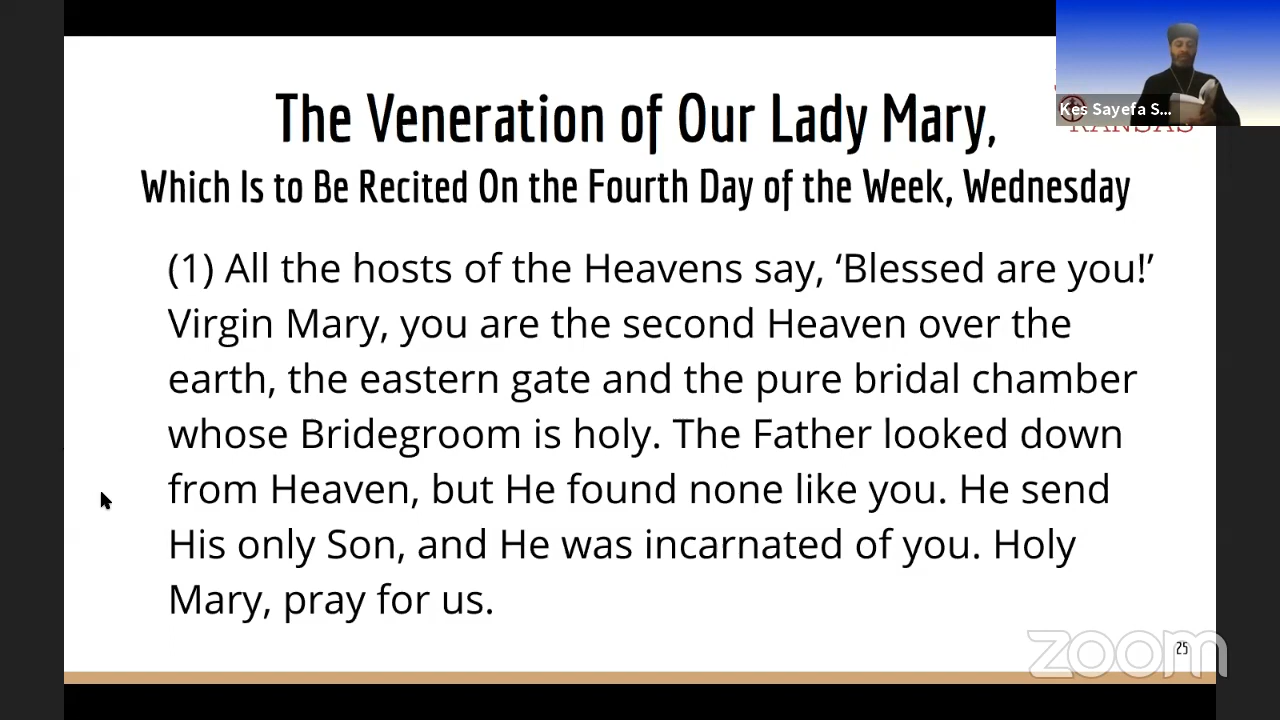 The Veneration of Our Lady Mary,
Which Is to Be Recited On the Fourth Day of the Week, Wednesday
(1) All the hosts of the Heavens say, ‘Blessed are you!’
Virgin Mary, you are the second Heaven over the
earth, the eastern gate and the pure bridal chamber
whose Bridegroom is holy. The Father looked down
from Heaven, but He found none like you. He send
His only Son, and He was incarnated of you. Holy
Mary, pray for us.
Kes Sayefa S...
KANSAS
zoom
25